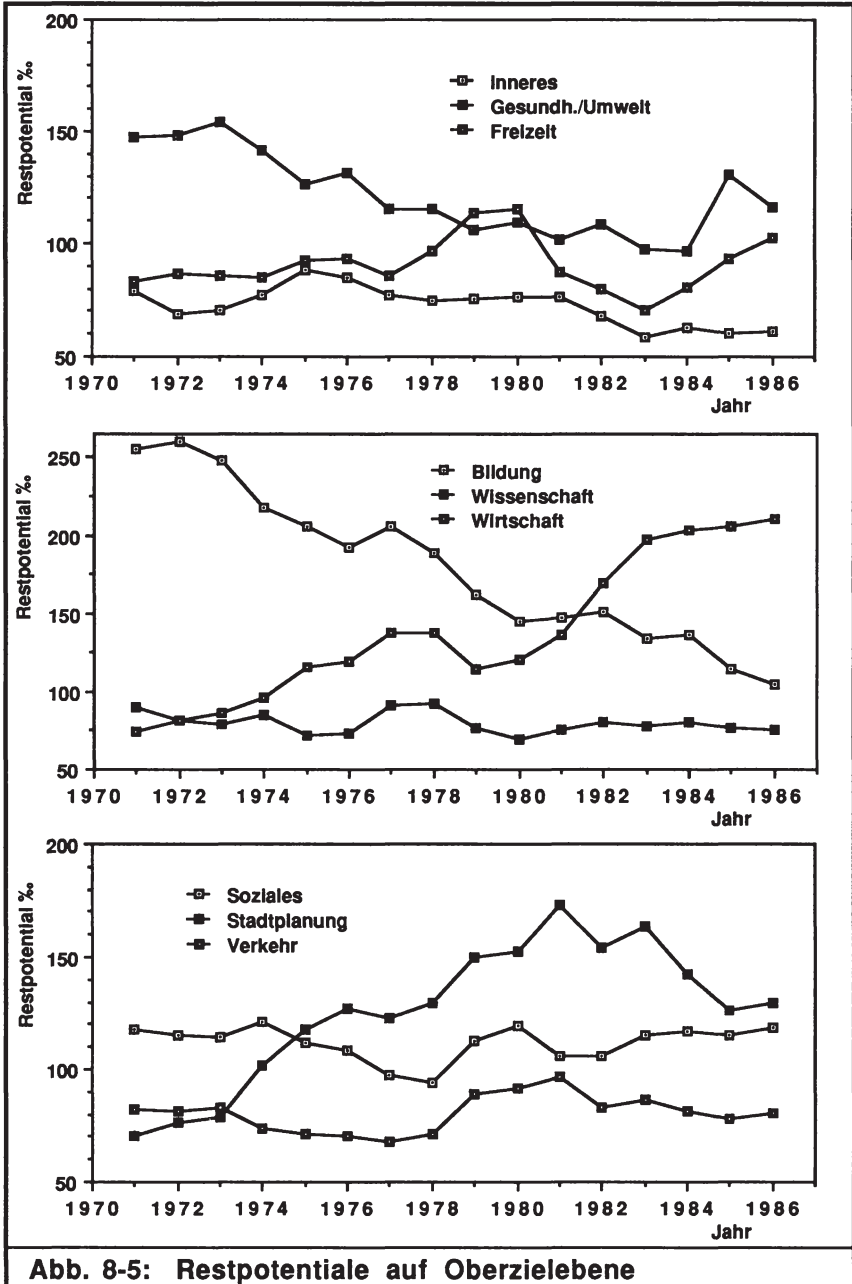 200
150
100
50
Restpotential ‰
Inneres
Gesundh./Umwelt
Freizeit
1970 1972 1974 1976 1978 1980 1982 1984 1986
Jahr
250
200
150
100
50
Restpotential ‰
Bildung
Wissenschaft
Wirtschaft
1970 1972 1974 1976 1978 1980 1982 1984 1986
Jahr
200
150
100
50
Restpotential ‰
Soziales
Stadtplanung
Verkehr
1970 1972 1974 1976 1978 1980 1982 1984 1986
Jahr
Abb. 8-5: Restpotentiale auf Oberzielebene